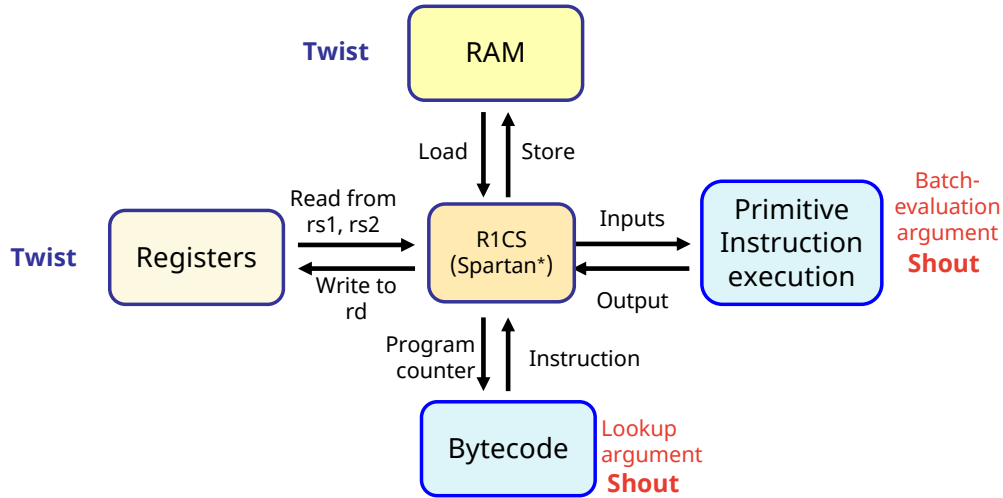 Twist
RAM
Load
Store
Read from
rs1, rs2
Inputs
Primitive
Instruction
execution
Batch-
evaluation
argument
Shout
Twist
Registers
R1CS
(Spartan*)
Write to
rd
Output
Program
counter
Instruction
Bytecode
Lookup
argument
Shout